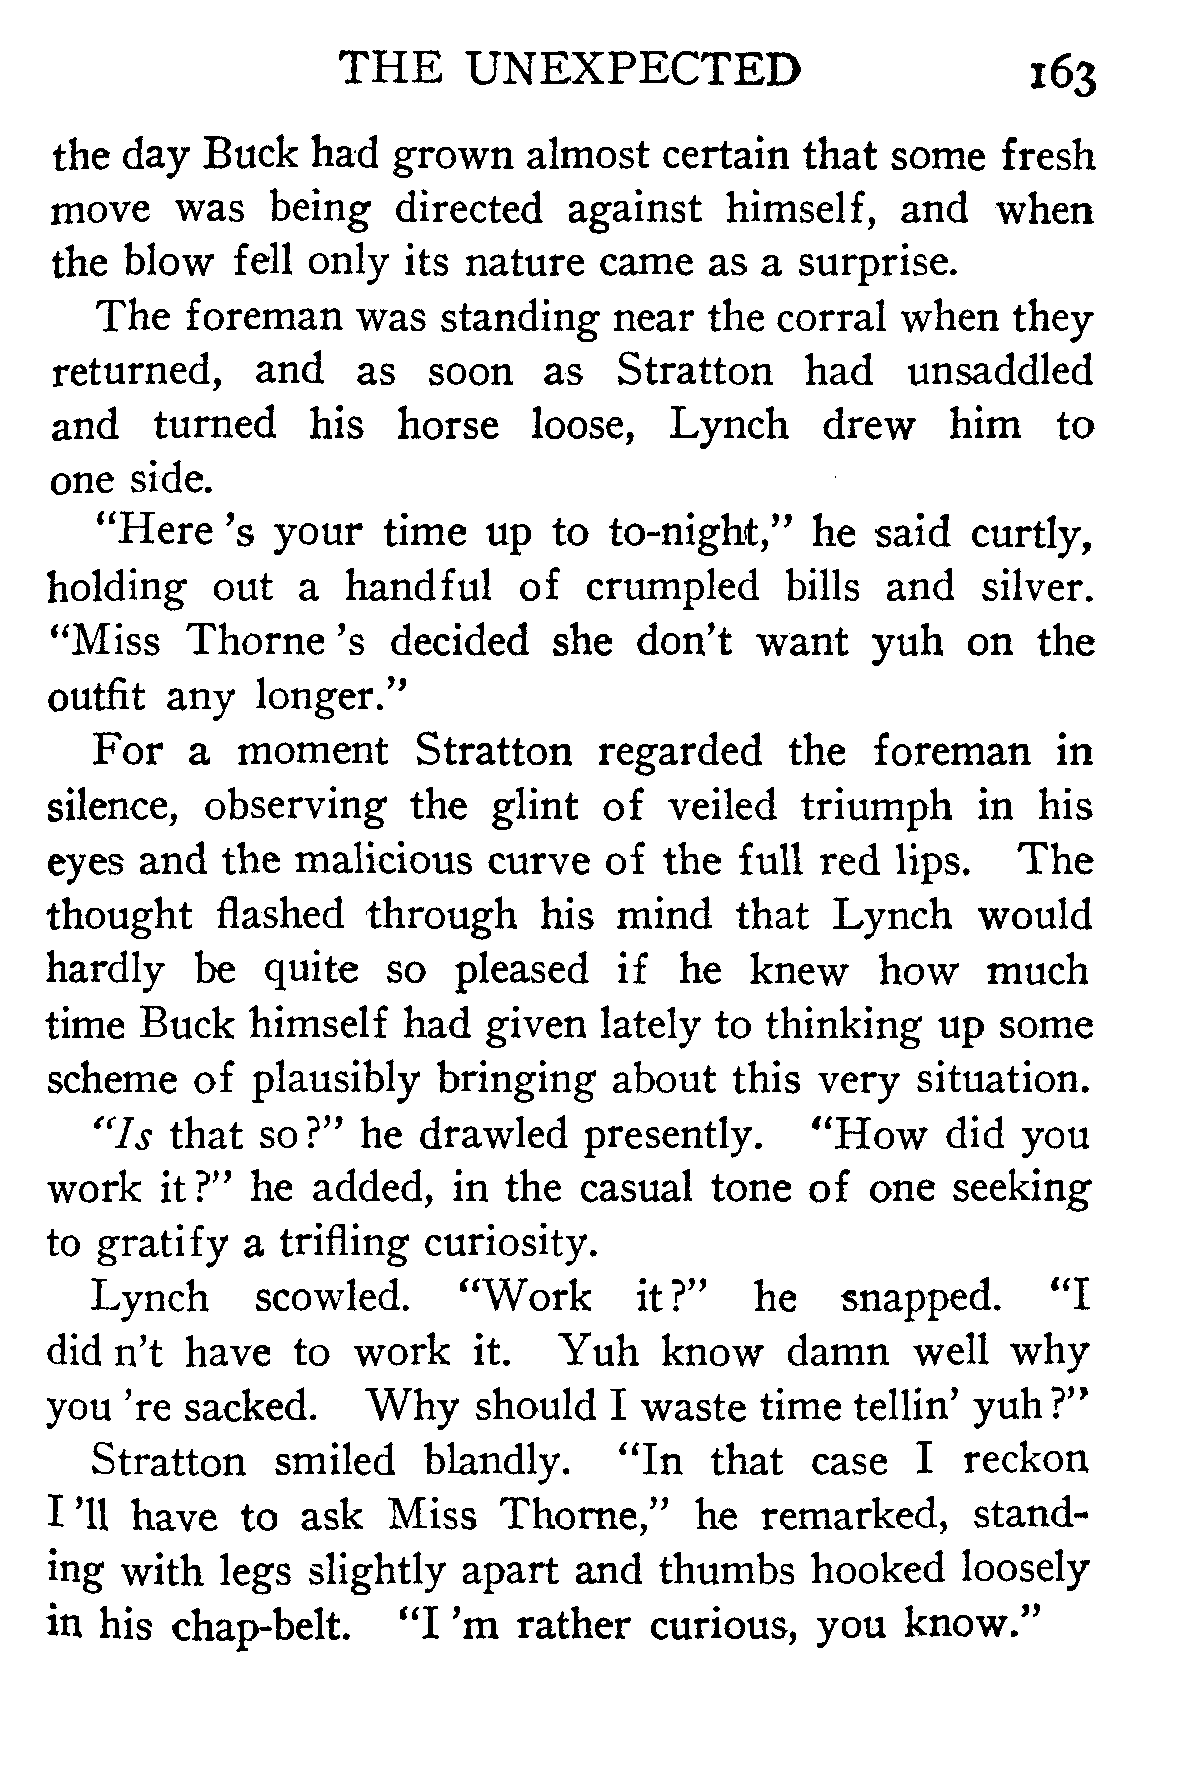 THE UNEXPECTED 163
the day Buck had grown almost certain that some fresh
move was being directed against himself, and when
the blow fell only its nature came as a surprise.
The foreman was standing near the corral when they
returned, and as soon as Stratton had unsaddled
and turned his horse loose, Lynch drew him to
one side.
“Here ’s your time up to to-night,” he said curtly,
holding out a handful of crumpled bills and silver.
“Miss Thorne ’s decided she don’t want yuh on the
outfit any longer.”
For a moment Stratton regarded the foreman in
silence, observing the glint of veiled triumph in his
eyes and the malicious curve of the full red lips. The
thought flashed through his mind that Lynch would
hardly be quite so pleased if he knew how much
time Buck himself had given lately to thinking up some
scheme of plausibly bringing about this very situation.
“Is that so?” he drawled presently. “How did you
work it?” he added, in the casual tone of one seeking
to gratify a trifling curiosity.
Lynch scowled. “Work it?” he snapped. “I
did n’t have to work it. Yuh know damn well why
you ’re sacked. Why should I waste time tellin’ yuh?”
Stratton smiled blandly. “In that case I reckon
I ’ll have to ask Miss Thorne,” he remarked, stand-
ing with legs slightly apart and thumbs hooked loosely
in his chap-belt. “I ’m rather curious, you know.”